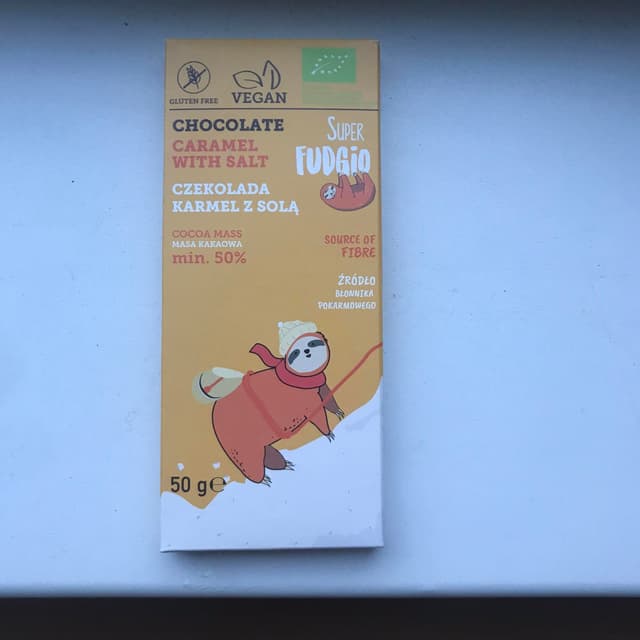 GLUTEN FREE
VEGAN
CHOCOLATE
CARAMEL
WITH SALT
CZEKOLADA
KARMEL Z SOLĄ
COCOA MASS
MASA KAKAOWA
min. 50%
SUPER
FUDGiO
SOURCE OF
FIBRE
ŹRÓDŁO
BŁONNIKA
POKARMOWEGO
50 g℮